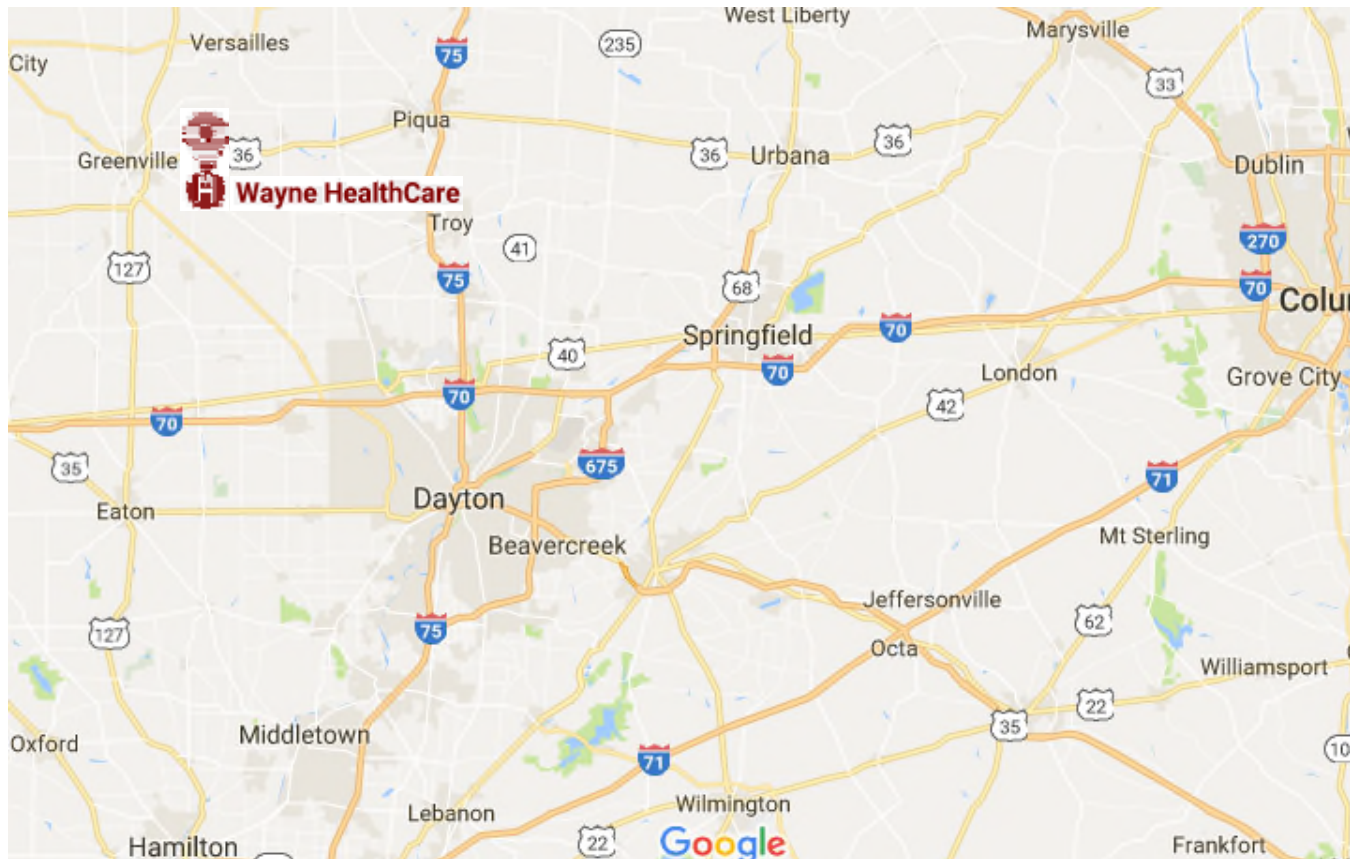 West Liberty
Marysville
Versailles
75
235
City
33
Piqua
36
Greenville
36
Urbana
36
Dublin
H Wayne HealthCare
Troy
41
270
127
75
68
70
Colu
70
Springfield
40
London
70
Grove City
70
42
70
35
675
71
Dayton
Eaton
Mt Sterling
Beavercreek
Jeffersonville
62
127
75
Octa
Williamsport
22
35
Middletown
Oxford
10
71
Wilmington
Lebanon
Google
22
Hamilton
Frankfort